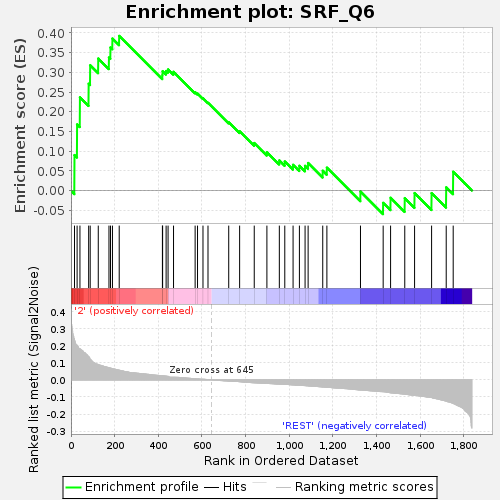 Enrichment plot: SRF_Q6
Enrichment score (ES)
0.40
0.35
0.30
0.25
0.20
0.15
0.10
0.05
0.00
-0.05
'2' (positively correlated)
Zero cross at 645
'REST' (negatively correlated)
Ranked list metric (Signal2Noise)
0.4
0.3
0.2
0.1
0.0
-0.1
-0.2
-0.3
0 200 400 600 800 1,000 1,200 1,400 1,600 1,800
Rank in Ordered Dataset
Enrichment profile Hits Ranking metric scores